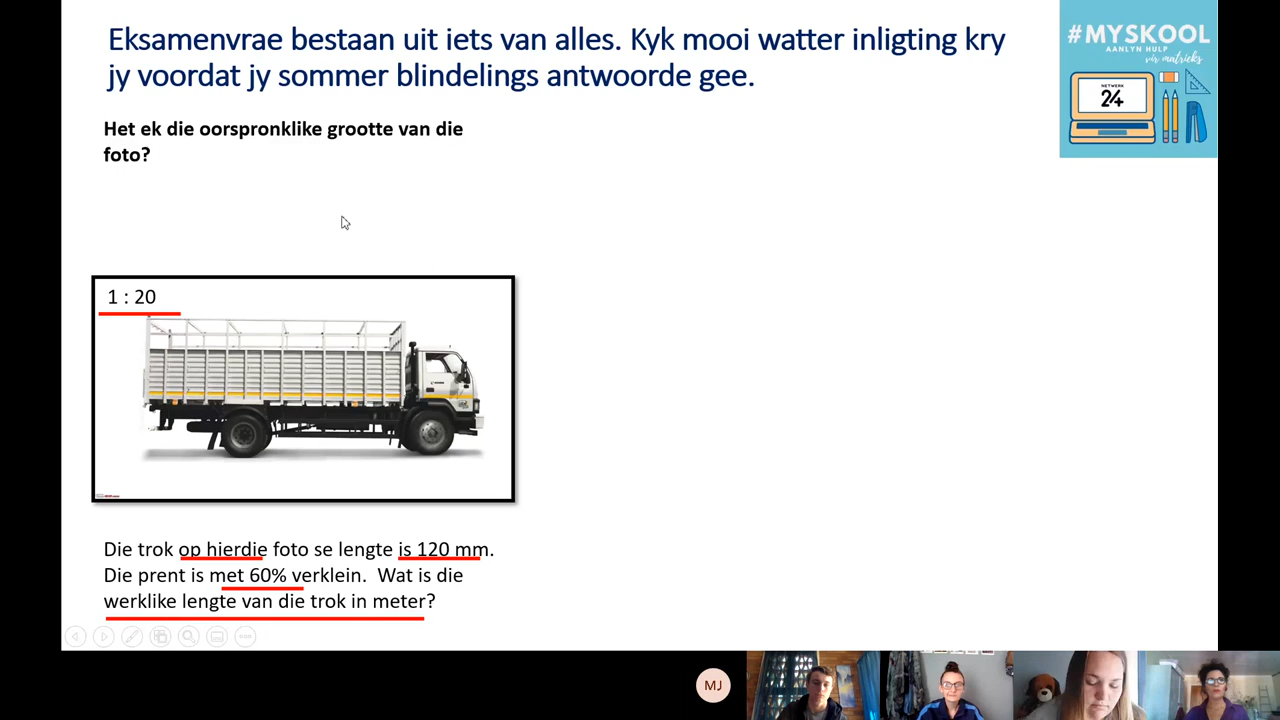 Eksamenvrae bestaan uit iets van alles. Kyk mooi watter inligting kry
jy voordat jy sommer blindelings antwoorde gee.
#MYSKOOL
AANLYN HULP
vir matrieks
NETWERK
24
Het ek die oorspronklike grootte van die
foto?
1 : 20
Die trok op hierdie foto se lengte is 120 mm.
Die prent is met 60% verklein. Wat is die
werklike lengte van die trok in meter?
MJ